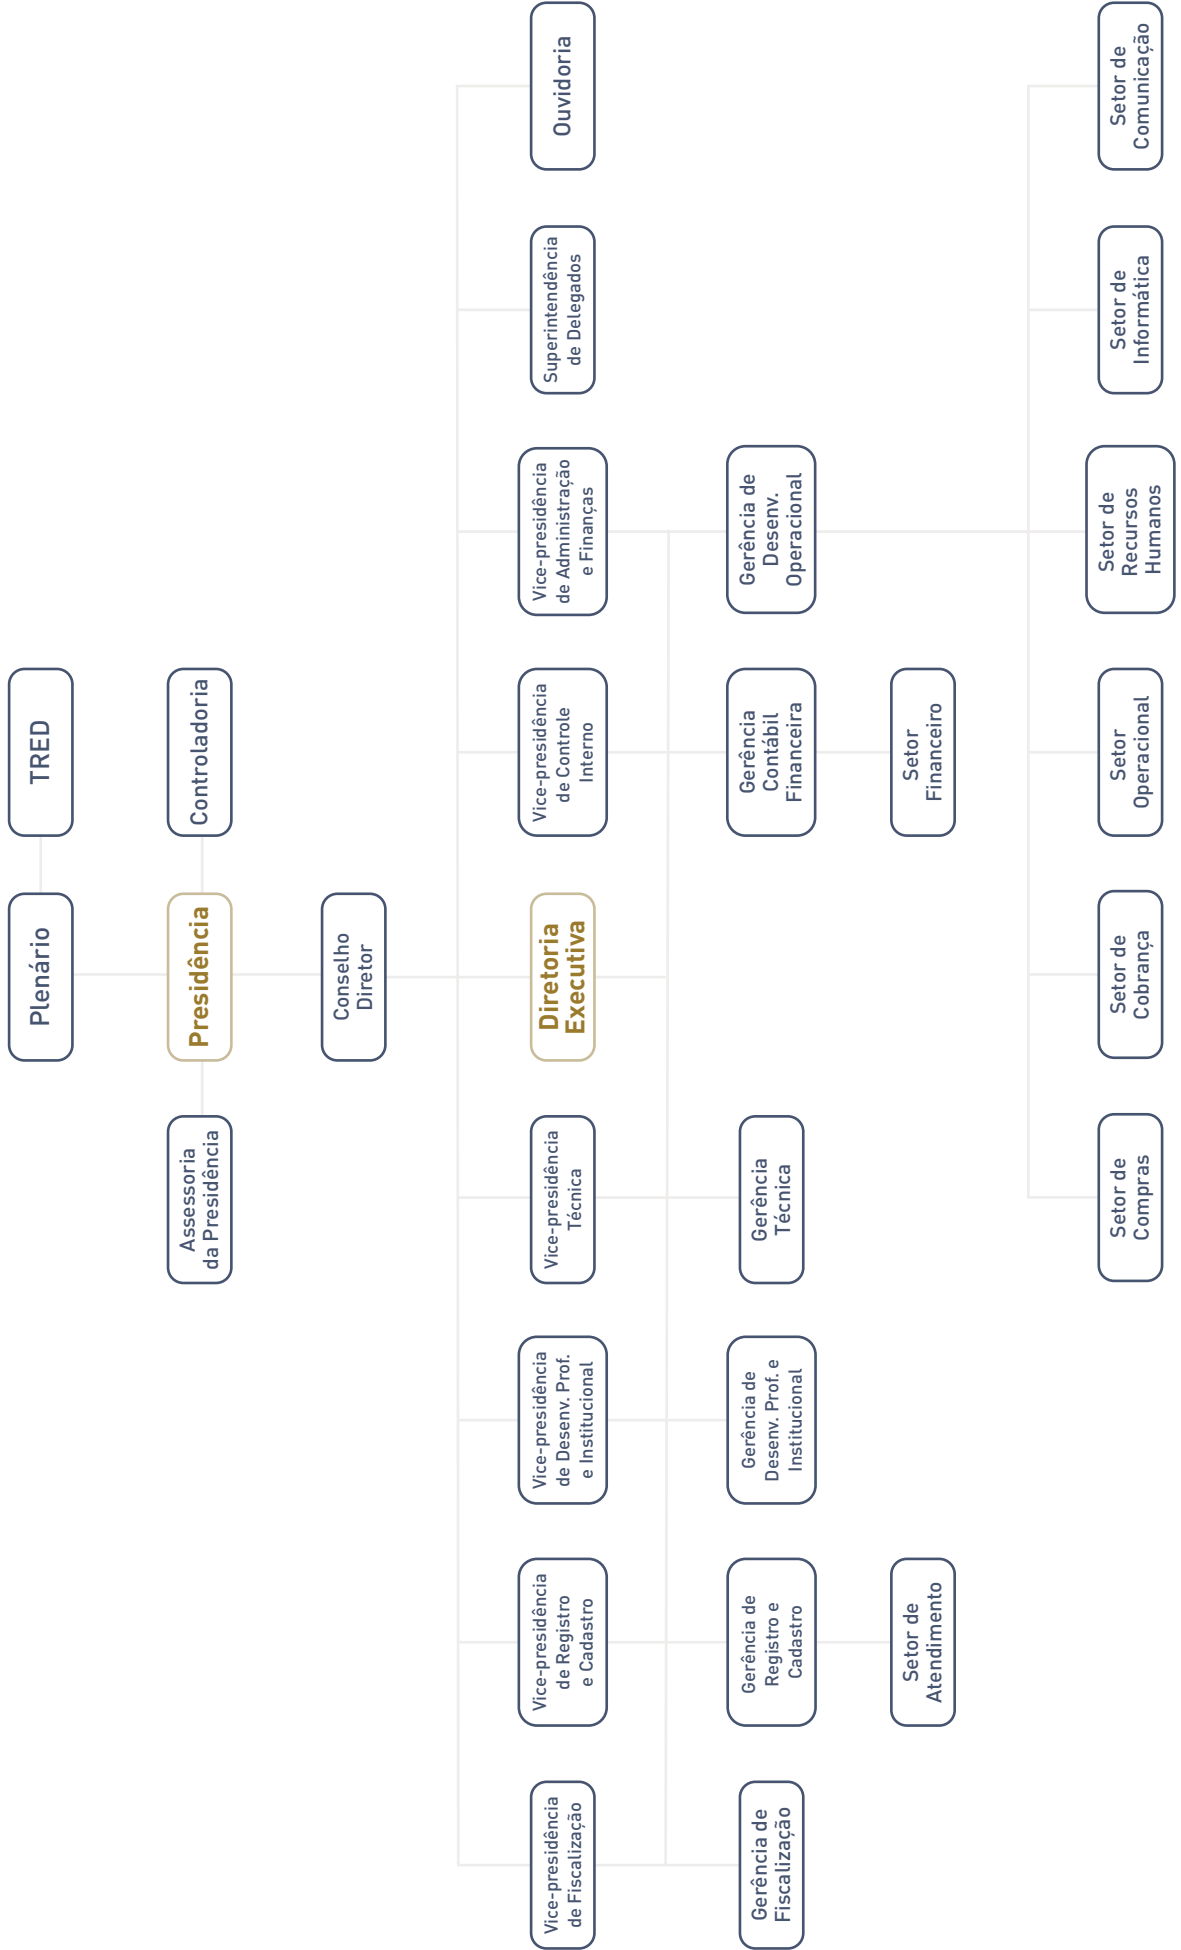 Plenário
TRED
Assessoria
da Presidência
Presidência
Controladoria
Conselho
Diretor
Vice-presidência
de Fiscalização
Vice-presidência
de Registro
e Cadastro
Vice-presidência
de Desenv. Prof.
e Institucional
Vice-presidência
Técnica
Diretoria
Executiva
Vice-presidência
de Controle
Interno
Vice-presidência
de Administração
e Finanças
Superintendência
de Delegados
Ouvidoria
Gerência de
Fiscalização
Gerência de
Registro e
Cadastro
Gerência de
Desenv. Prof. e
Institucional
Gerência
Técnica
Gerência
Contábil
Financeira
Gerência de
Desenv.
Operacional
Setor de
Atendimento
Setor
Financeiro
Setor de
Compras
Setor de
Cobrança
Setor
Operacional
Setor de
Recursos
Humanos
Setor de
Informática
Setor de
Comunicação